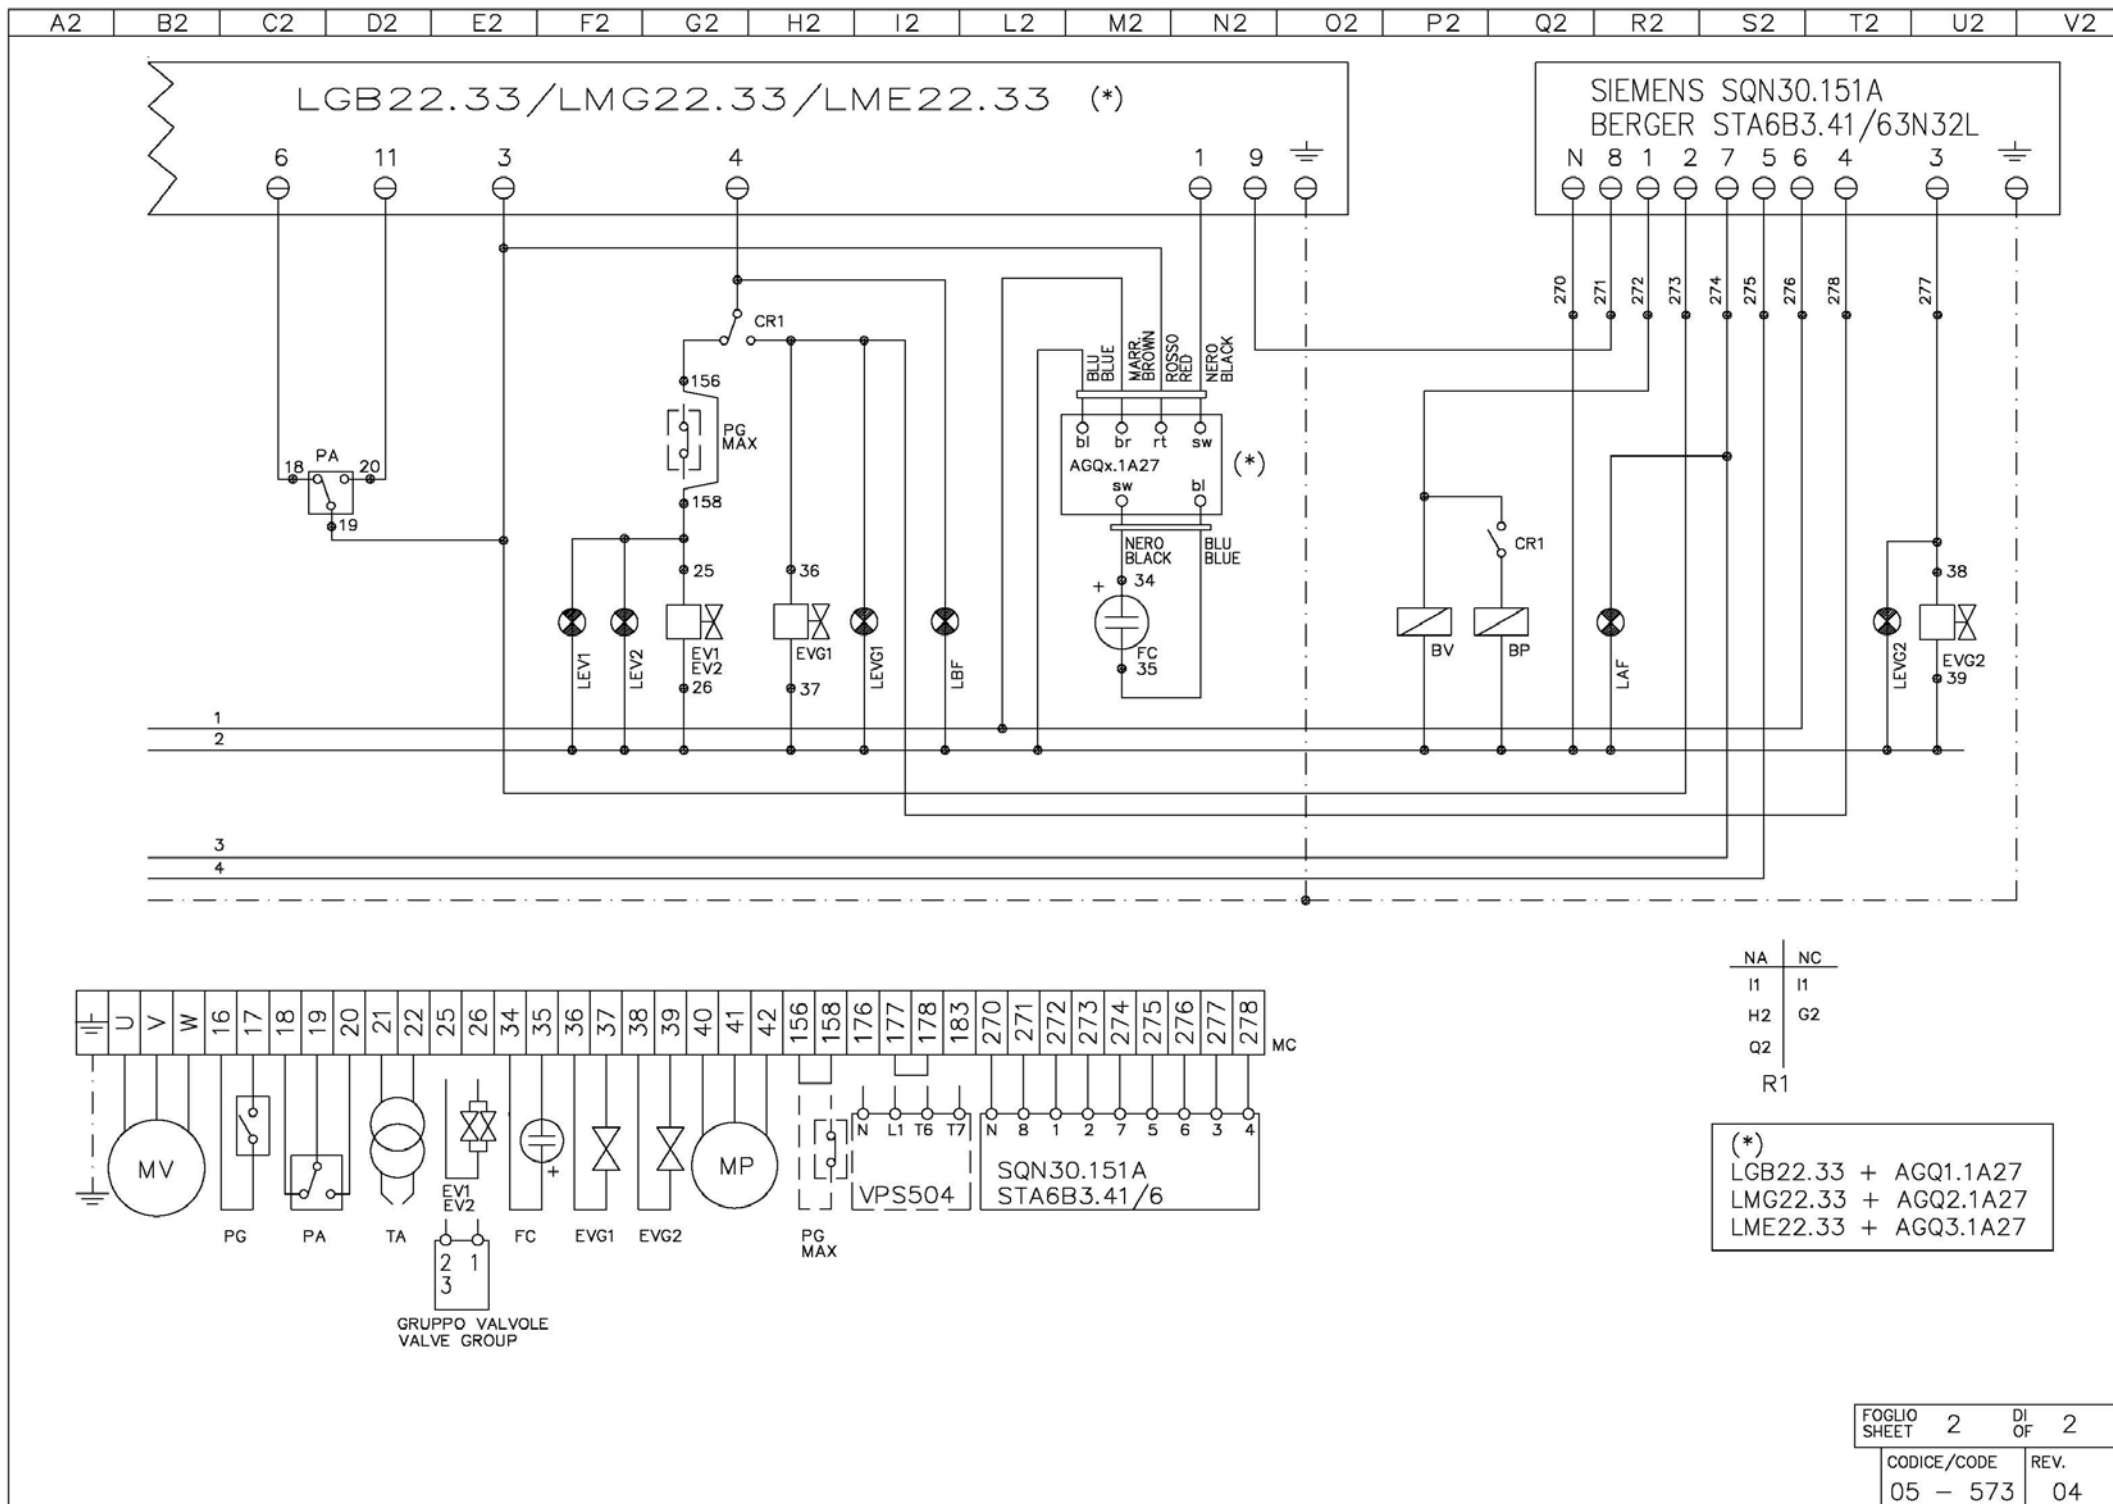 A2 B2 C2 D2 E2 F2 G2 H2 I2 L2 M2 N2 O2 P2 Q2 R2 S2 T2 U2 V2
LGB22.33/LMG22.33/LME22.33 (*)
6 11 3 4 1 9
SIEMENS SQN30.151A
BERGER STA6B3.41/63N32L
N 8 1 2 7 5 6 4 3
270 271 272 273 274 275 276 278 277
CR1
BLU
BLUE
MARR.
BROWN
ROSSO
RED
NERO
BLACK
156
PG
MAX
158
bl br rt sw
AGQx.1A27
(*)
sw bl
PA
18 20
19
NERO
BLACK
BLU
BLUE
CR1
25 36
+ 34
38
LEV1
LEV2
EV1
EV2
26
EVG1
37
LEVG1
LBF
FC
35
BV
BP
LAF
LEVG2
EVG2
39
1
2
3
4
NA NC
I1 I1
H2 G2
Q2
R1
U V W 16 17 18 19 20 21 22 25 26 34 35 36 37 38 39 40 41 42 156 158 176 177 178 183 270 271 272 273 274 275 276 277 278
MC
N L1 T6 T7
N 8 1 2 7 5 6 3 4
MV
+
MP
VPS504
SQN30.151A
STA6B3.41/6
EV1
EV2
PG PA TA FC EVG1 EVG2
PG
MAX
2 1
3
GRUPPO VALVOLE
VALVE GROUP
(*)
LGB22.33 + AGQ1.1A27
LMG22.33 + AGQ2.1A27
LME22.33 + AGQ3.1A27
FOGLIO
SHEET
2
DI
OF
2
CODICE/CODE
05 - 573
REV.
04